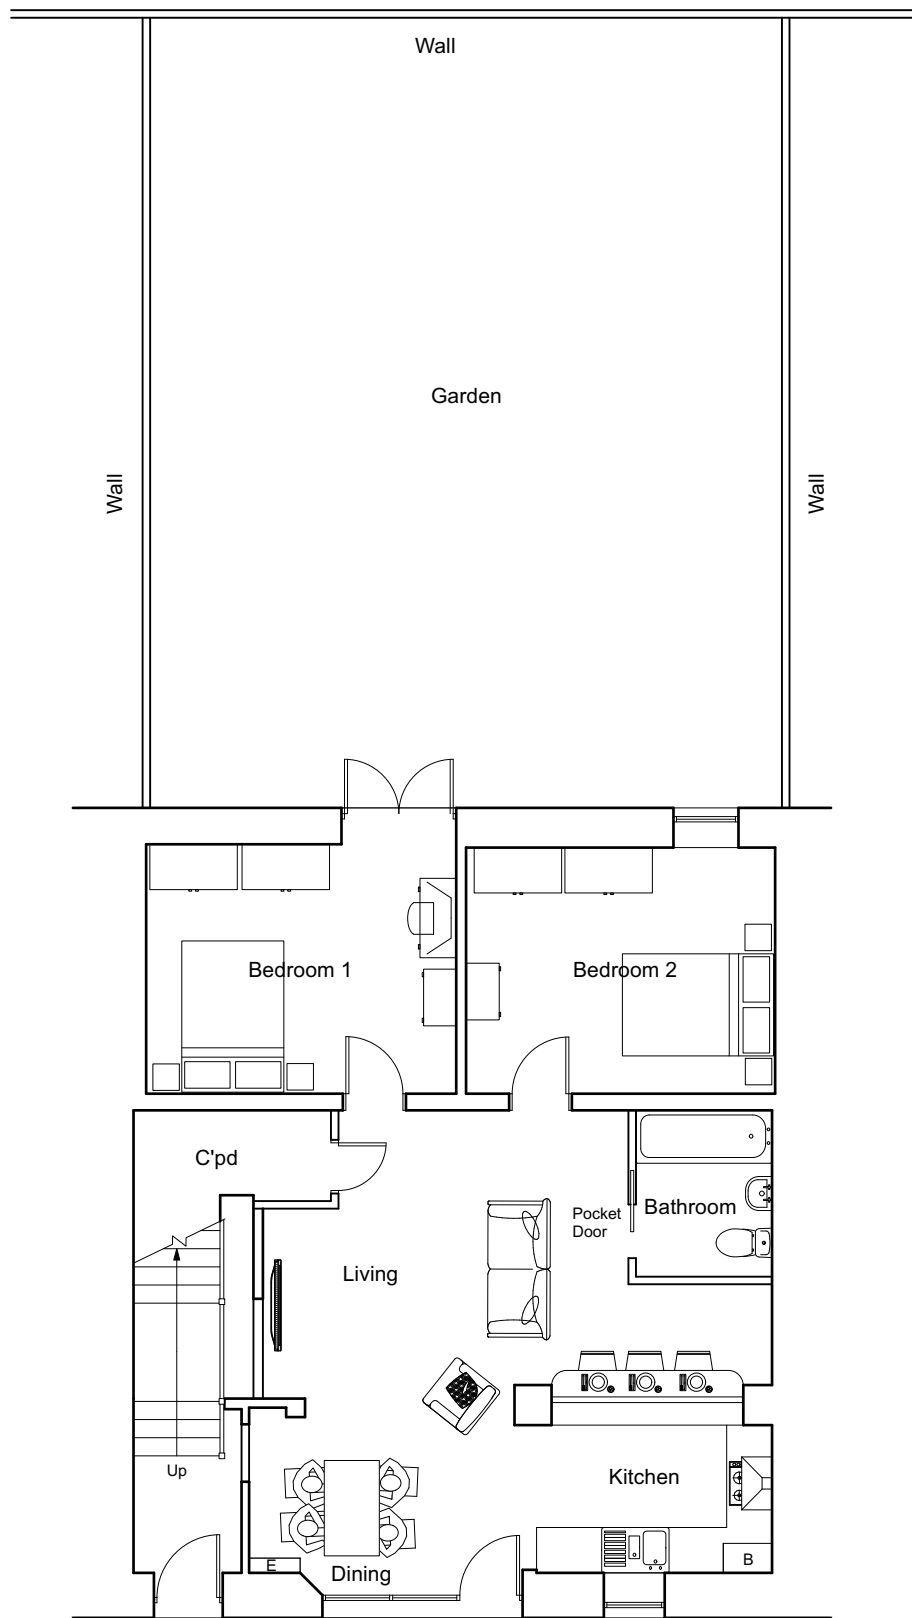 Wall
Garden
Wall
Wall
Bedroom 1
Bedroom 2
C'pd
Bathroom
Pocket
Door
Living
Up
Kitchen
E
Dining
B